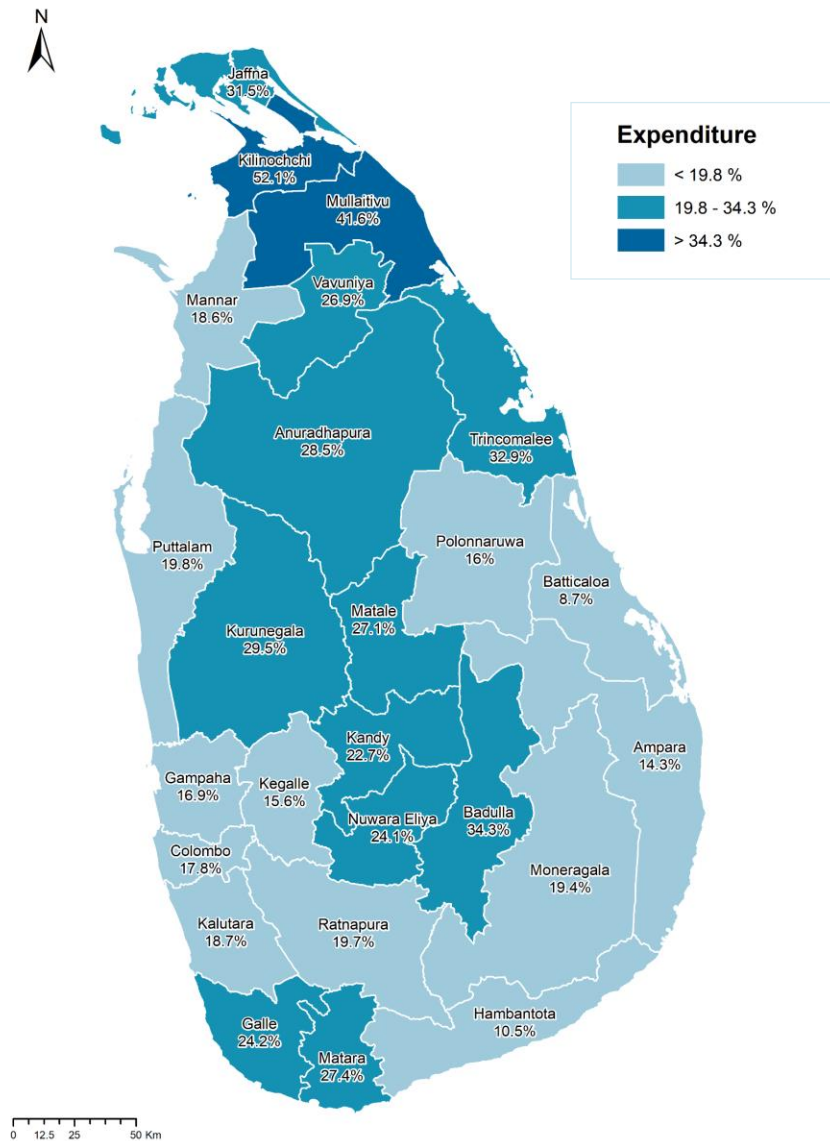 N
Jaffna
31.5%
Expenditure
< 19.8 %
19.8 - 34.3 %
> 34.3 %
Kilinochchi
52.1%
Mullaitivu
41.6%
Vavuniya
26.9%
Mannar
18.6%
Anuradhapura
28.5%
Trincomalee
32.9%
Puttalam
19.8%
Polonnaruwa
16%
Batticaloa
8.7%
Matale
27.1%
Kurunegala
29.5%
Kandy
22.7%
Ampara
14.3%
Gampaha
16.9%
Kegalle
15.6%
Nuwara Eliya
24.1%
Badulla
34.3%
Colombo
17.8%
Moneragala
19.4%
Kalutara
18.7%
Ratnapura
19.7%
Hambantota
10.5%
Galle
24.2%
Matara
27.4%
0 12.5 25 50 Km